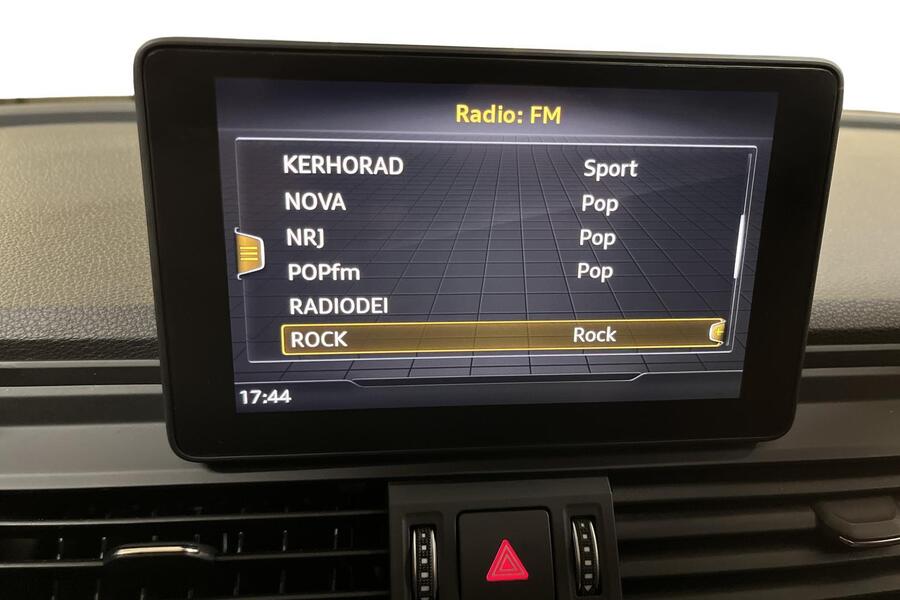 Radio: FM
KERHORAD Sport
NOVA Pop
NRJ Pop
POPfm Pop
RADIODEI
ROCK Rock
17:44